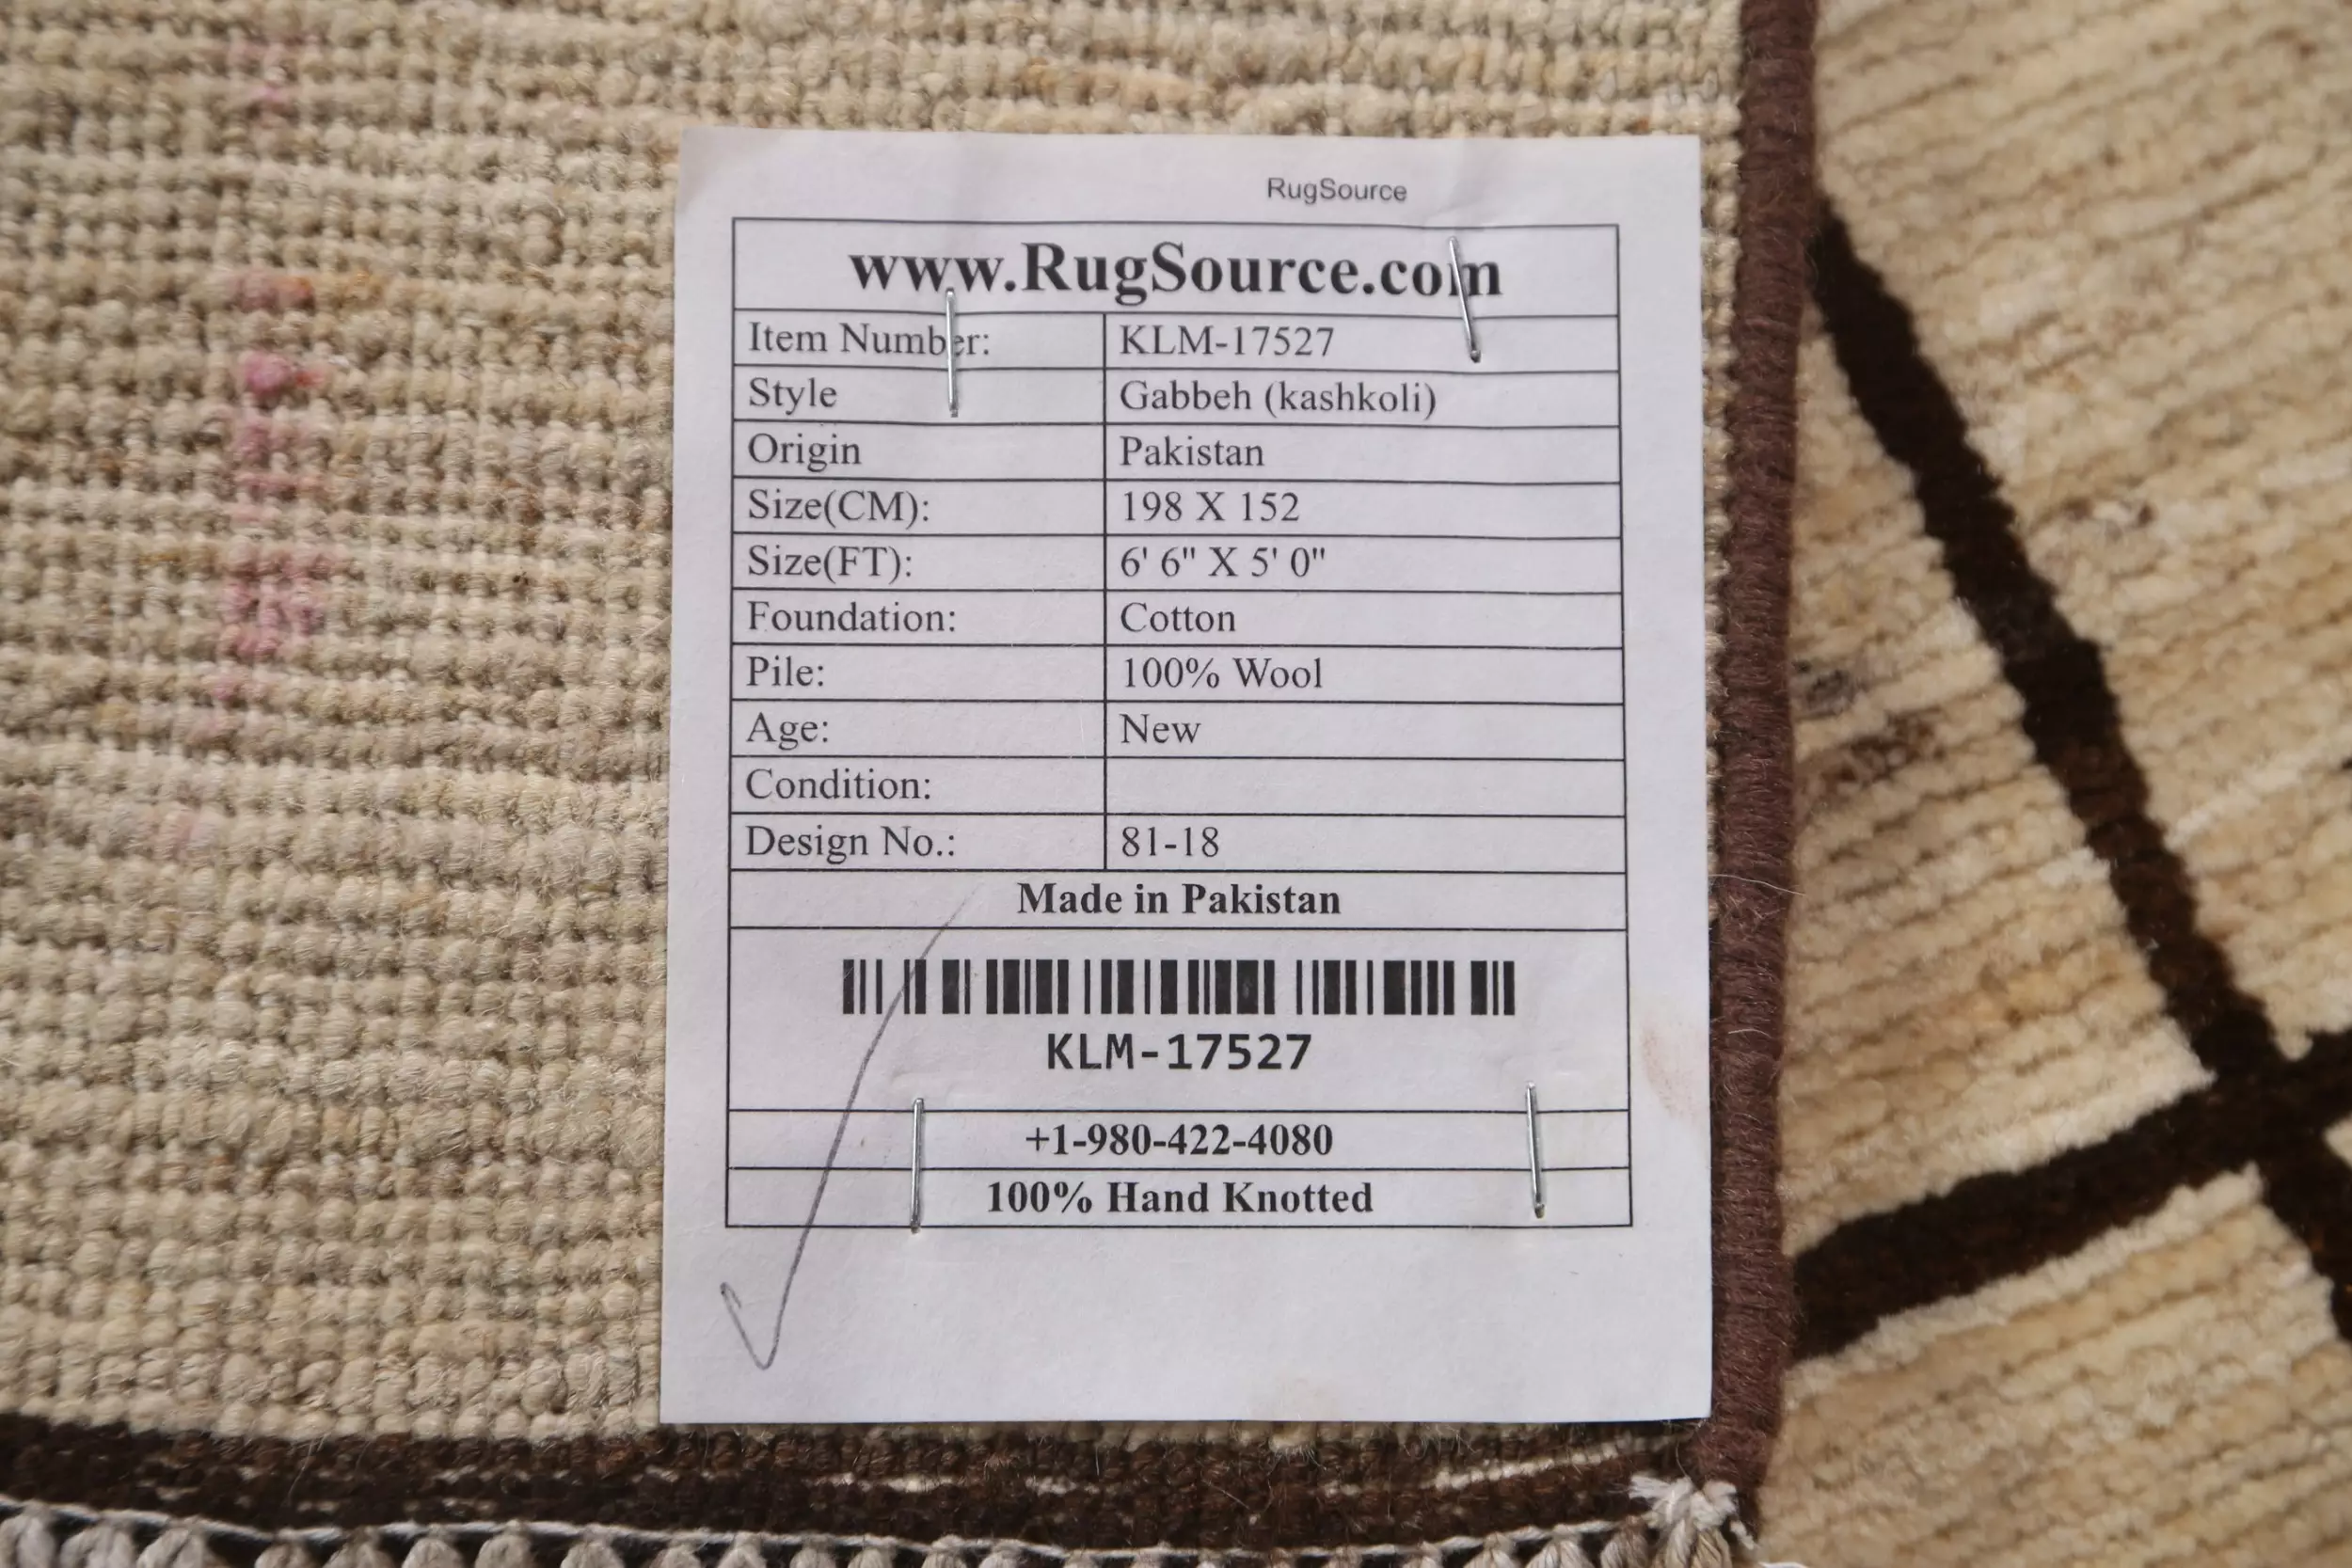 RugSource
www.RugSource.com
Item Number: KLM-17527
Style Gabbeh (kashkoli)
Origin Pakistan
Size(CM): 198 X 152
Size(FT): 6' 6" X 5' 0"
Foundation: Cotton
Pile: 100% Wool
Age: New
Condition:
Design No.: 81-18
Made in Pakistan
KLM-17527
+1-980-422-4080
100% Hand Knotted